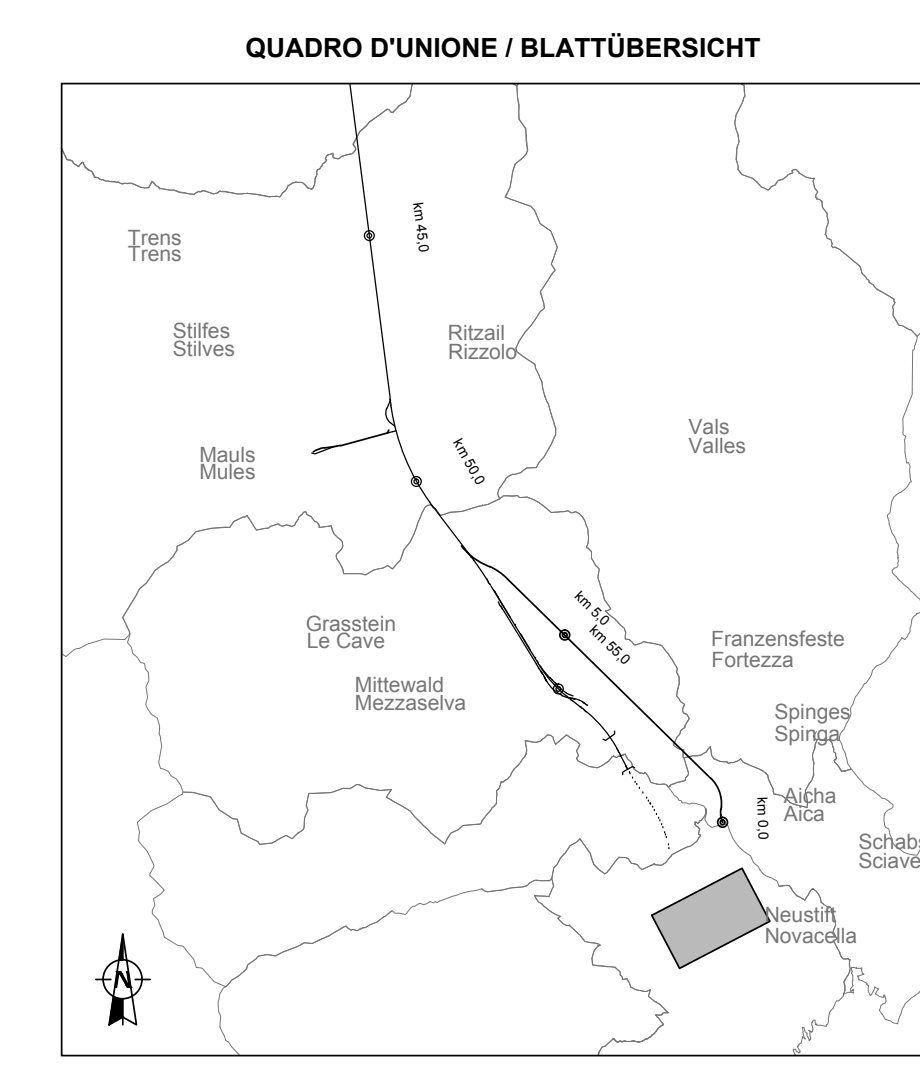 QUADRO D'UNIONE / BLATTÜBERSICHT
km 45,0
Trens
Trens
Stilfes
Stilves
Ritzail
Rizzolo
Mauls
Mules
km 50,0
Vals
Valles
Grasstein
Le Cave
km 5,0
km 55,0
Franzensfeste
Fortezza
Mittewald
Mezzaselva
Spinges
Spinga
Aicha
Aica
km 0,0
Schabs
Sciave
Neustift
Novacella
N